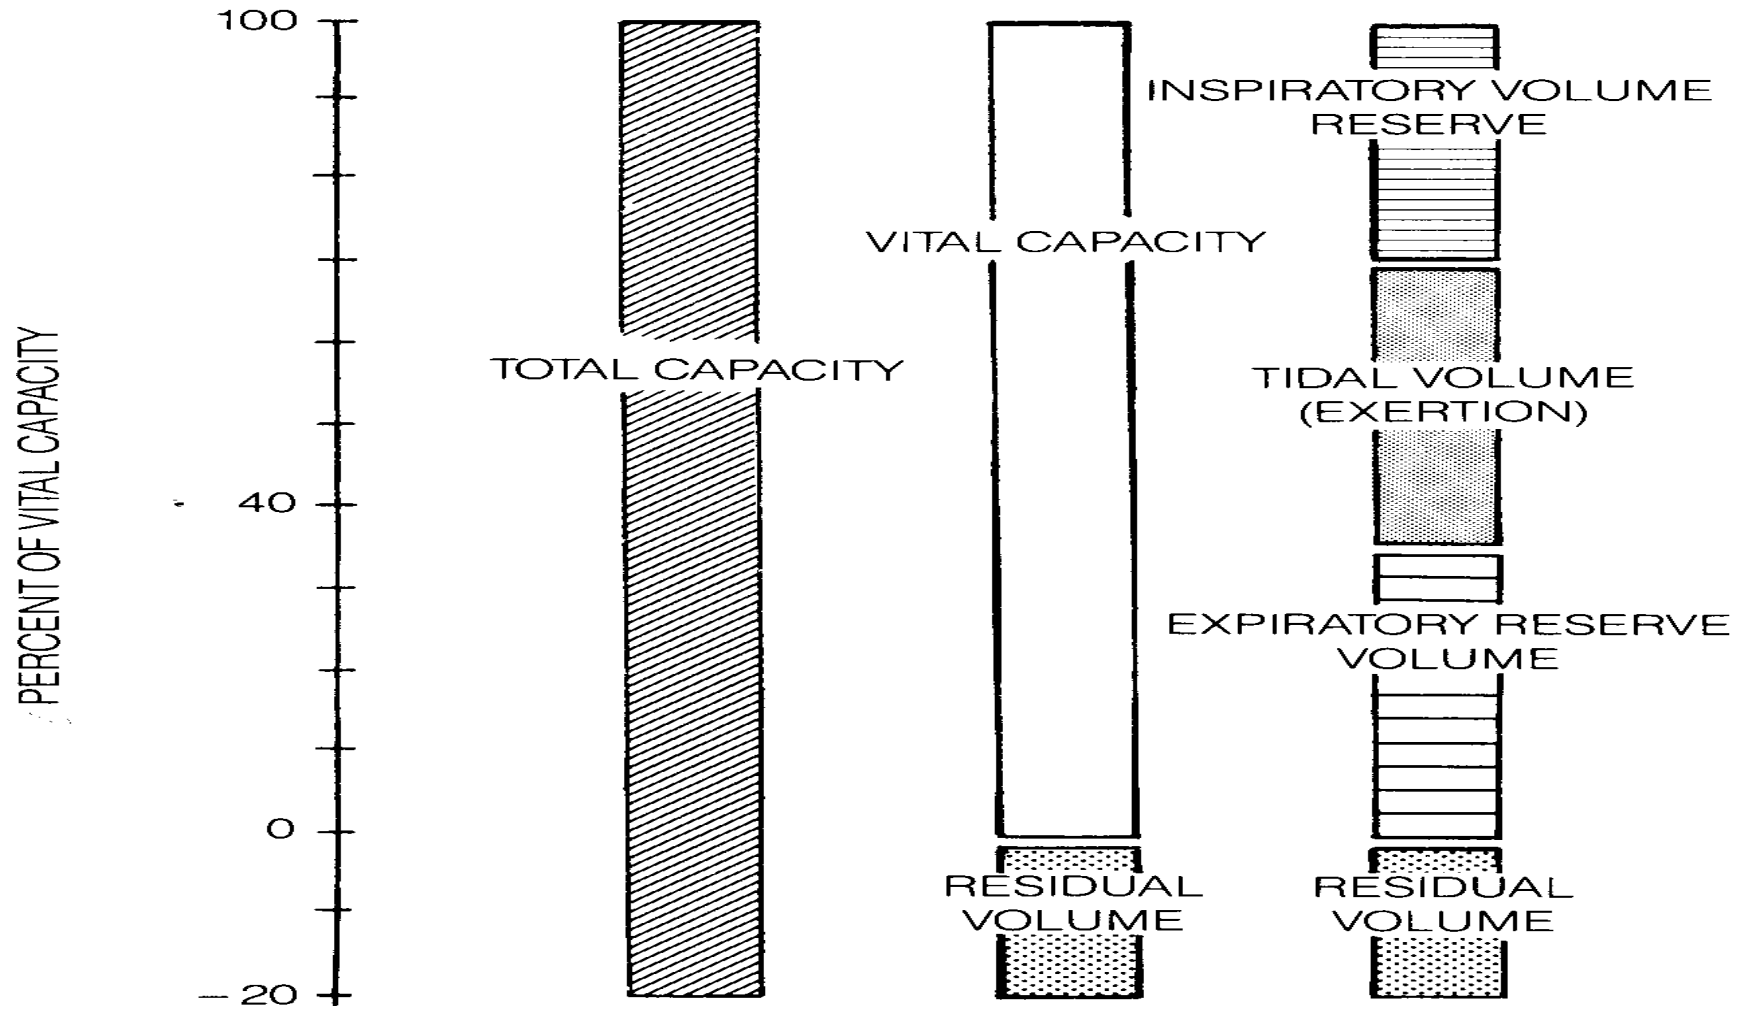 PERCENT OF VITAL CAPACITY
100
40
0
– 20
TOTAL CAPACITY
VITAL CAPACITY
RESIDUAL
VOLUME
INSPIRATORY VOLUME
RESERVE
TIDAL VOLUME
(EXERTION)
EXPIRATORY RESERVE
VOLUME
RESIDUAL
VOLUME